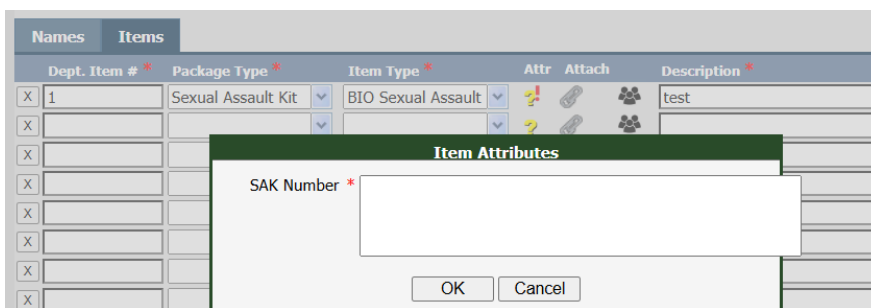 Names Items
Dept. Item # * Package Type * Item Type * Attr Attach Description *
X 1 Sexual Assault Kit BIO Sexual Assault ? ! test
X ?
X Item Attributes
X SAK Number *
X
X
X OK Cancel
X